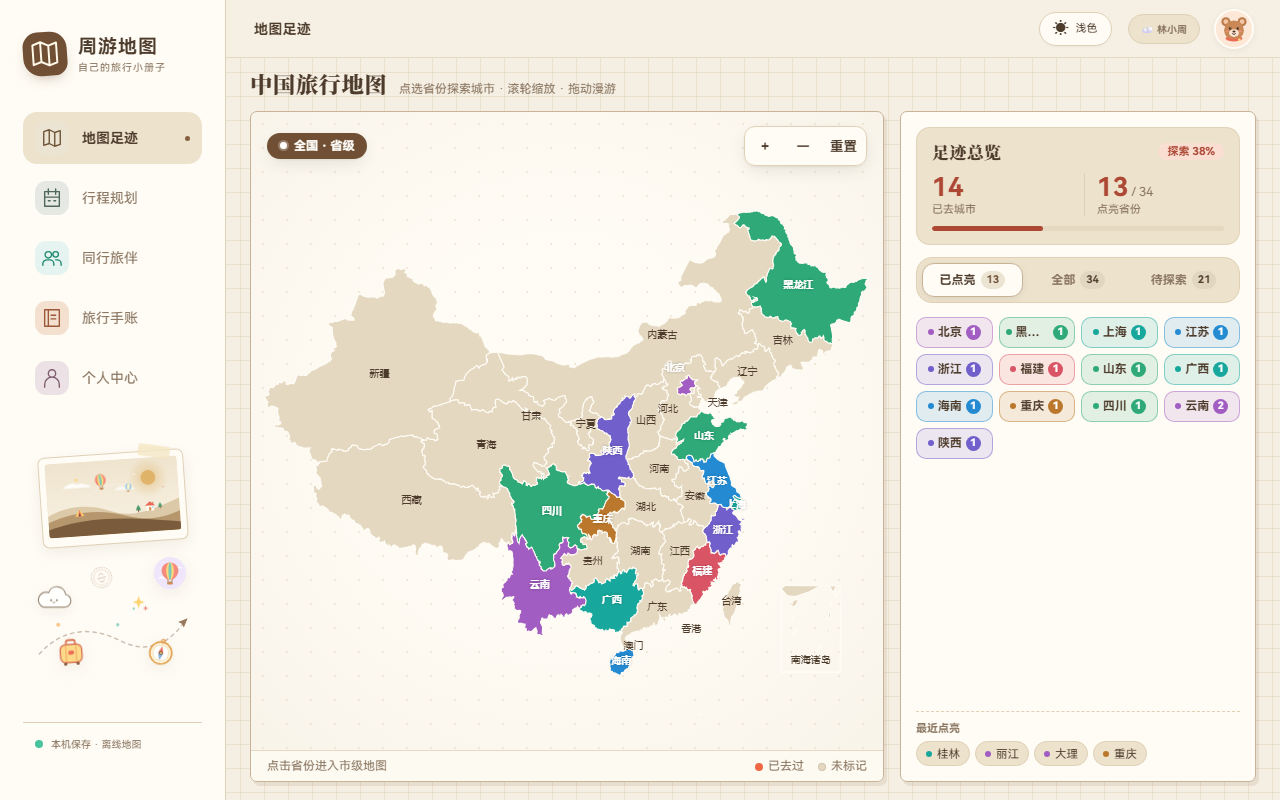 周游地图
自己的旅行小册子
地图足迹
行程规划
同行旅伴
旅行手账
个人中心
本机保存 · 离线地图
地图足迹
浅色
林小周
中国旅行地图
点选省份探索城市 · 滚轮缩放 · 拖动漫游
全国 · 省级
+ — 重置
黑龙江
内蒙古
吉林
新疆
北京
辽宁
天津
河北
甘肃
宁夏
山西
青海
陕西
山东
河南
西藏
江苏
安徽
上海
四川
湖北
重庆
浙江
湖南
江西
贵州
福建
云南
广西
广东
台湾
香港
澳门
海南
南海诸岛
点击省份进入市级地图
已去过
未标记
足迹总览
探索 38%
14
已去城市
13 / 34
点亮省份
已点亮 13
全部 34
待探索 21
北京 1
黑... 1
上海 1
江苏 1
浙江 1
福建 1
山东 1
广西 1
海南 1
重庆 1
四川 1
云南 2
陕西 1
最近点亮
桂林
丽江
大理
重庆